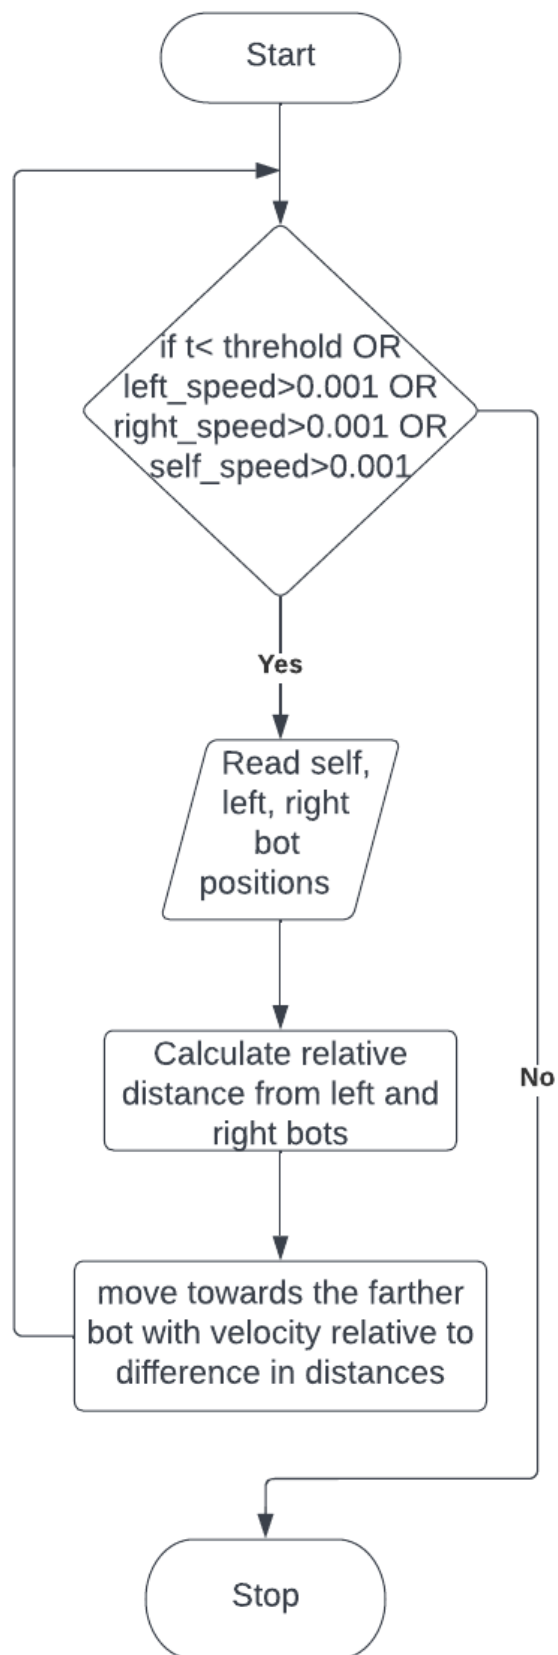 Start
if t< threhold OR
left_speed>0.001 OR
right_speed>0.001 OR
self_speed>0.001
Yes
Read self,
left, right
bot
positions
Calculate relative
distance from left and
right bots
No
move towards the farther
bot with velocity relative to
difference in distances
Stop